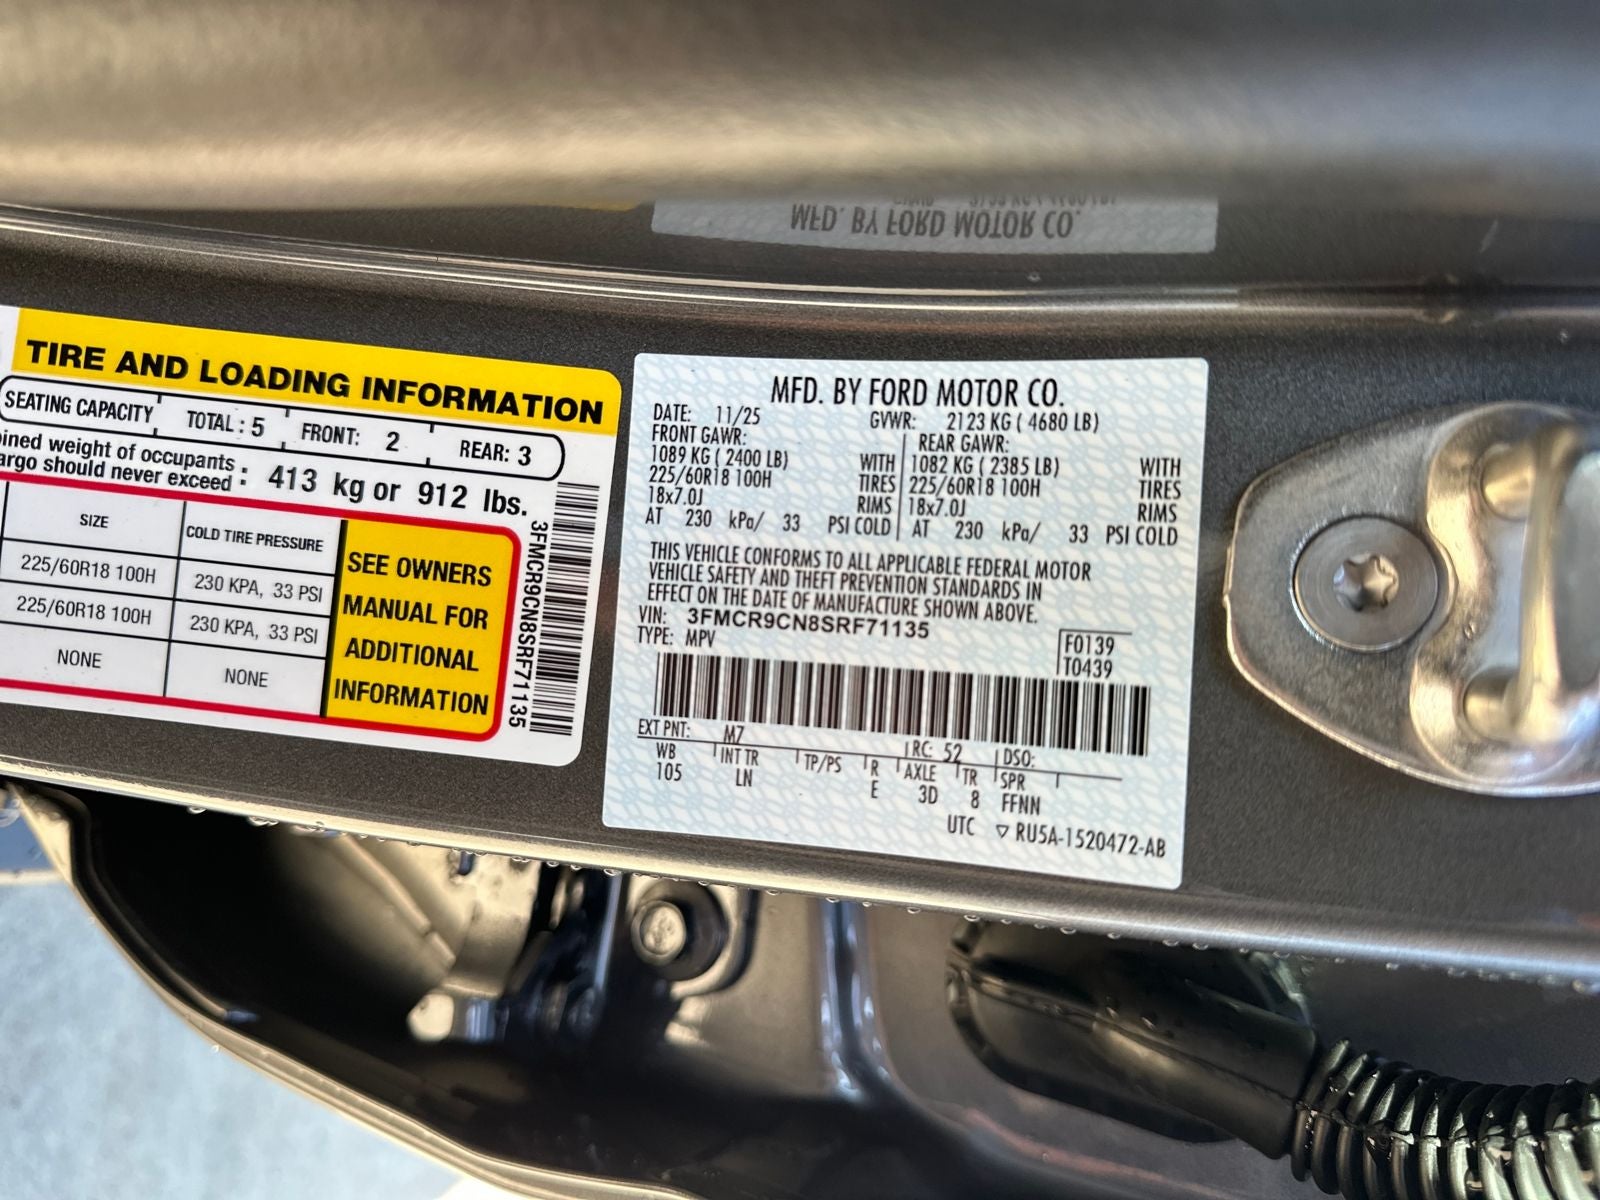 MFD. BY FORD MOTOR CO.
TIRE AND LOADING INFORMATION
SEATING CAPACITY TOTAL : 5 FRONT: 2 REAR: 3
weight of occupants
should never exceed : 413 kg or 912 lbs.
SIZE COLD TIRE PRESSURE
225/60R18 100H 230 KPA, 33 PSI
225/60R18 100H 230 KPA, 33 PSI
NONE NONE
SEE OWNERS
MANUAL FOR
ADDITIONAL
INFORMATION
3FMCR9CN8SRF71135
MFD. BY FORD MOTOR CO.
DATE: 11/25 GVWR: 2123 KG ( 4680 LB)
FRONT GAWR: REAR GAWR:
1089 KG ( 2400 LB) WITH 1082 KG ( 2385 LB) WITH
225/60R18 100H TIRES 225/60R18 100H TIRES
18x7.0J RIMS 18x7.0J RIMS
AT 230 kPa/ 33 PSI COLD AT 230 kPa/ 33 PSI COLD
THIS VEHICLE CONFORMS TO ALL APPLICABLE FEDERAL MOTOR
VEHICLE SAFETY AND THEFT PREVENTION STANDARDS IN
EFFECT ON THE DATE OF MANUFACTURE SHOWN ABOVE.
VIN: 3FMCR9CN8SRF71135
TYPE: MPV
F0139
T0439
EXT PNT: M7 RC: 52 DSO:
WB INT TR TP/PS R AXLE TR SPR
105 LN E 3D 8 FFNN
UTC ▽ RU5A-1520472-AB